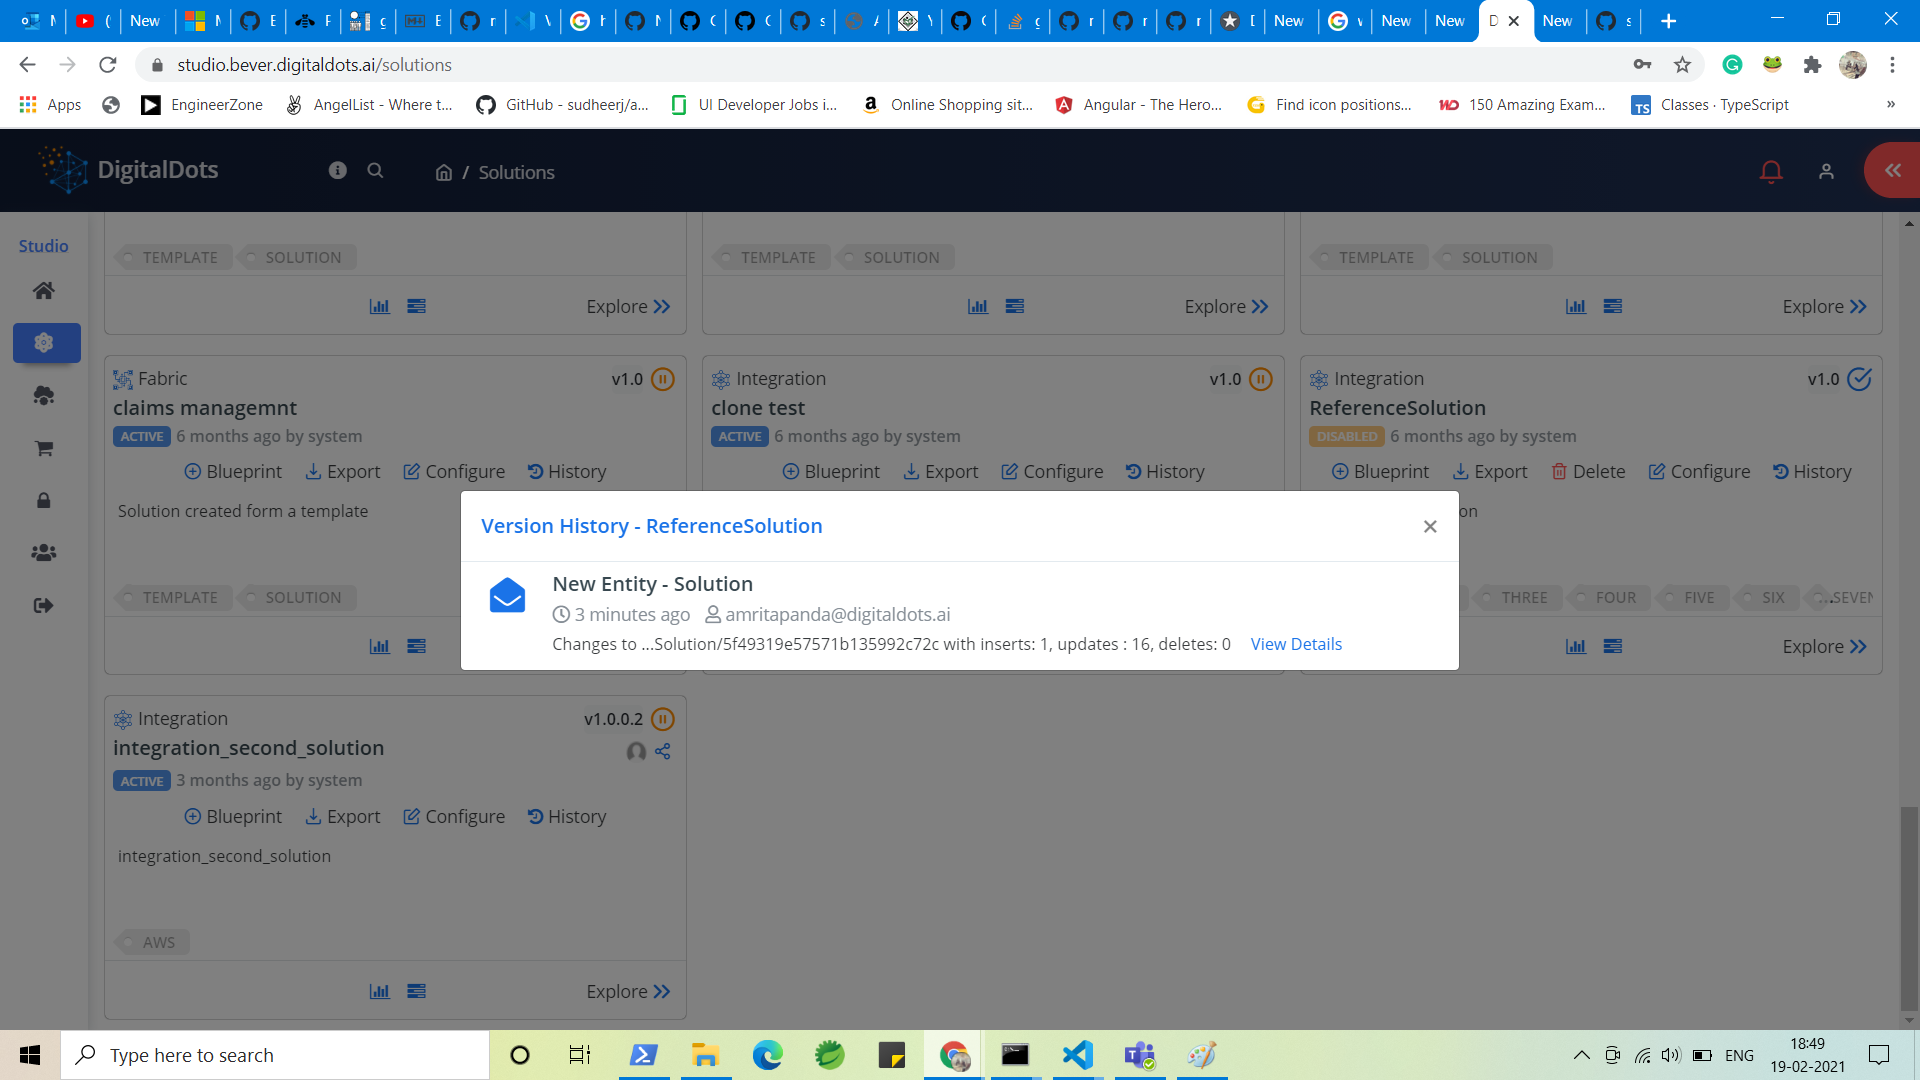 New
New
New
New
New
studio.bever.digitaldots.ai/solutions
Apps
EngineerZone
AngelList - Where t...
GitHub - sudheerj/a...
UI Developer Jobs i...
Online Shopping sit...
Angular - The Hero...
Find icon positions...
150 Amazing Exam...
Classes · TypeScript
»
DigitalDots
/ Solutions
Studio
TEMPLATE SOLUTION
TEMPLATE SOLUTION
TEMPLATE SOLUTION
Explore
Explore
Explore
Fabric v1.0
claims managemnt
ACTIVE 6 months ago by system
Blueprint Export Configure History
Solution created form a template
TEMPLATE SOLUTION
Integration v1.0
clone test
ACTIVE 6 months ago by system
Blueprint Export Configure History
Integration v1.0
ReferenceSolution
DISABLED 6 months ago by system
Blueprint Export Delete Configure History
on
THREE FOUR FIVE SIX ...SEVEN
Explore
Version History - ReferenceSolution ×
New Entity - Solution
3 minutes ago amritapanda@digitaldots.ai
Changes to ...Solution/5f49319e57571b135992c72c with inserts: 1, updates : 16, deletes: 0 View Details
Integration v1.0.0.2
integration_second_solution
ACTIVE 3 months ago by system
Blueprint Export Configure History
integration_second_solution
AWS
Explore
Type here to search
ENG
18:49
19-02-2021